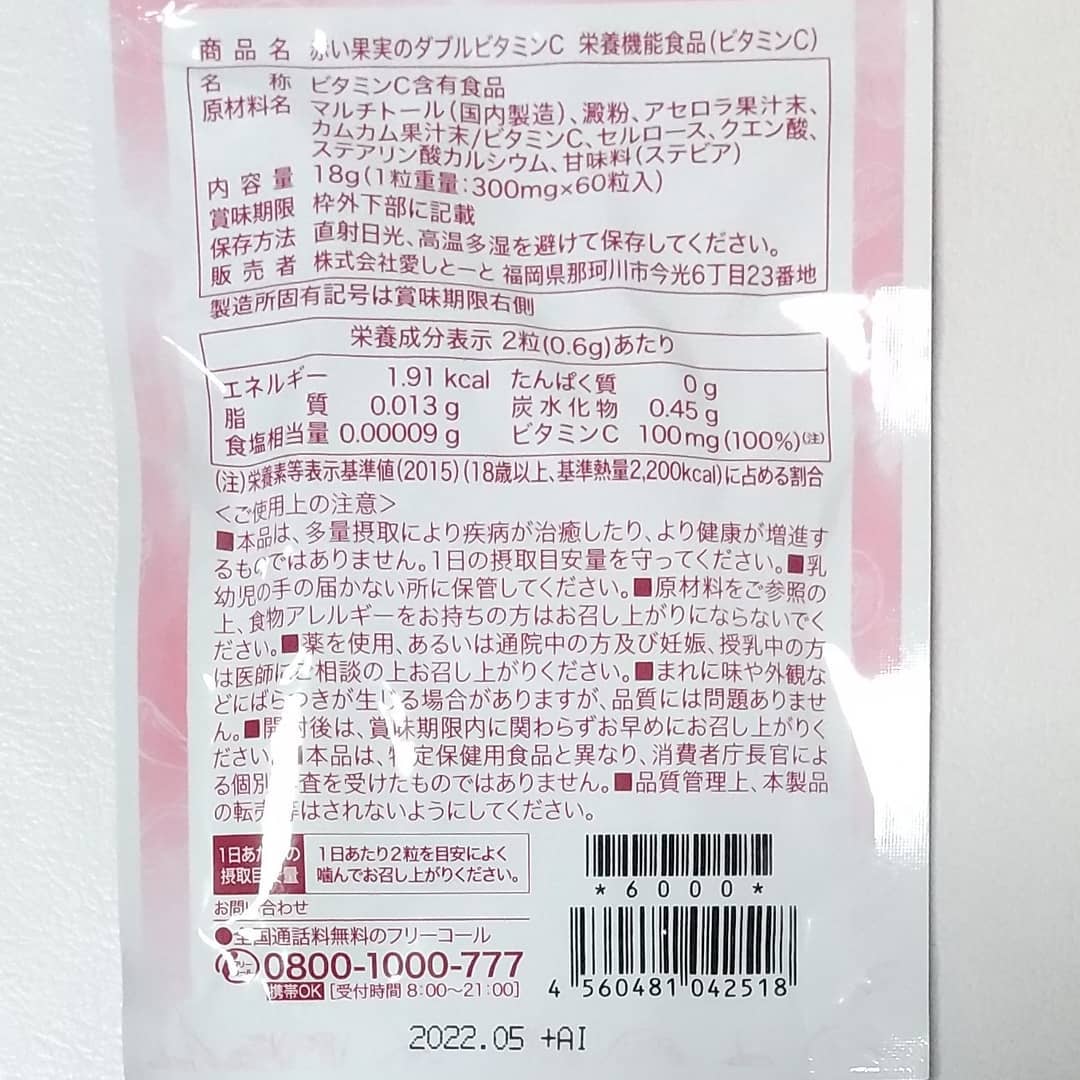 商品名 赤い果実のダブルビタミンC 栄養機能食品(ビタミンC)
名称 ビタミンC含有食品
原材料名 マルチトール(国内製造)、澱粉、アセロラ果汁末、
カムカム果汁末/ビタミンC、セルロース、クエン酸、
ステアリン酸カルシウム、甘味料(ステビア)
内容量 18g(1粒重量:300mg×60粒入)
賞味期限 枠外下部に記載
保存方法 直射日光、高温多湿を避けて保存してください。
販売者 株式会社愛しとーと 福岡県那珂川市今光6丁目23番地
製造所固有記号は賞味期限右側
栄養成分表示 2粒(0.6g)あたり
エネルギー 1.91kcal たんぱく質 0g
脂質 0.013g 炭水化物 0.45g
食塩相当量 0.00009g ビタミンC 100mg(100%)(注)
(注)栄養素等表示基準値(2015)(18歳以上、基準熱量2,200kcal)に占める割合
<ご使用上の注意>
■本品は、多量摂取により疾病が治癒したり、より健康が増進す
るものではありません。1日の摂取目安量を守ってください。■乳
幼児の手の届かない所に保管してください。■原材料をご参照の
上、食物アレルギーをお持ちの方はお召し上がりにならないでく
ださい。■薬を使用、あるいは通院中の方及び妊娠、授乳中の方
は医師にご相談の上お召し上がりください。■まれに味や外観な
どにばらつきが生じる場合がありますが、品質には問題ありませ
ん。■開封後は、賞味期限内に関わらずお早めにお召し上がりく
ださい。■本品は、特定保健用食品と異なり、消費者庁長官によ
る個別審査を受けたものではありません。■品質管理上、本製品
の転売等はされないようにしてください。
1日あたりの
摂取目安量
1日あたり2粒を目安によく
噛んでお召し上がりください。
お問い合わせ
●全国通話料無料のフリーコール
フリーコール 0800-1000-777
携帯OK [受付時間 8:00〜21:00]
*6000*
4 560481 042518
2022.05 +AI